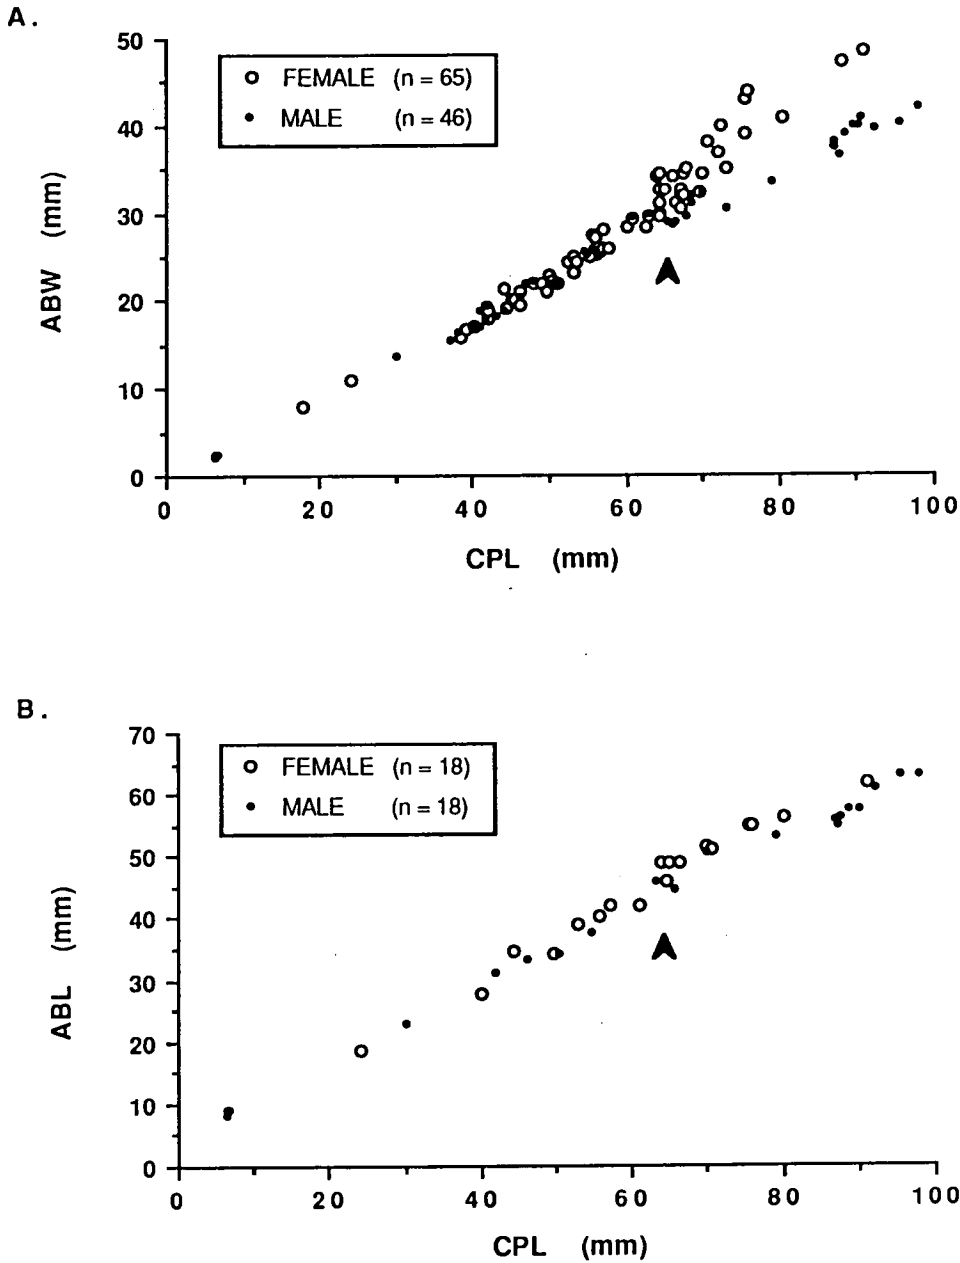 A.
50
40
30
20
10
0
FEMALE (n = 65)
MALE (n = 46)
ABW (mm)
0 20 40 60 80 100
CPL (mm)
B.
70
60
50
40
30
20
10
0
FEMALE (n = 18)
MALE (n = 18)
ABL (mm)
0 20 40 60 80 100
CPL (mm)